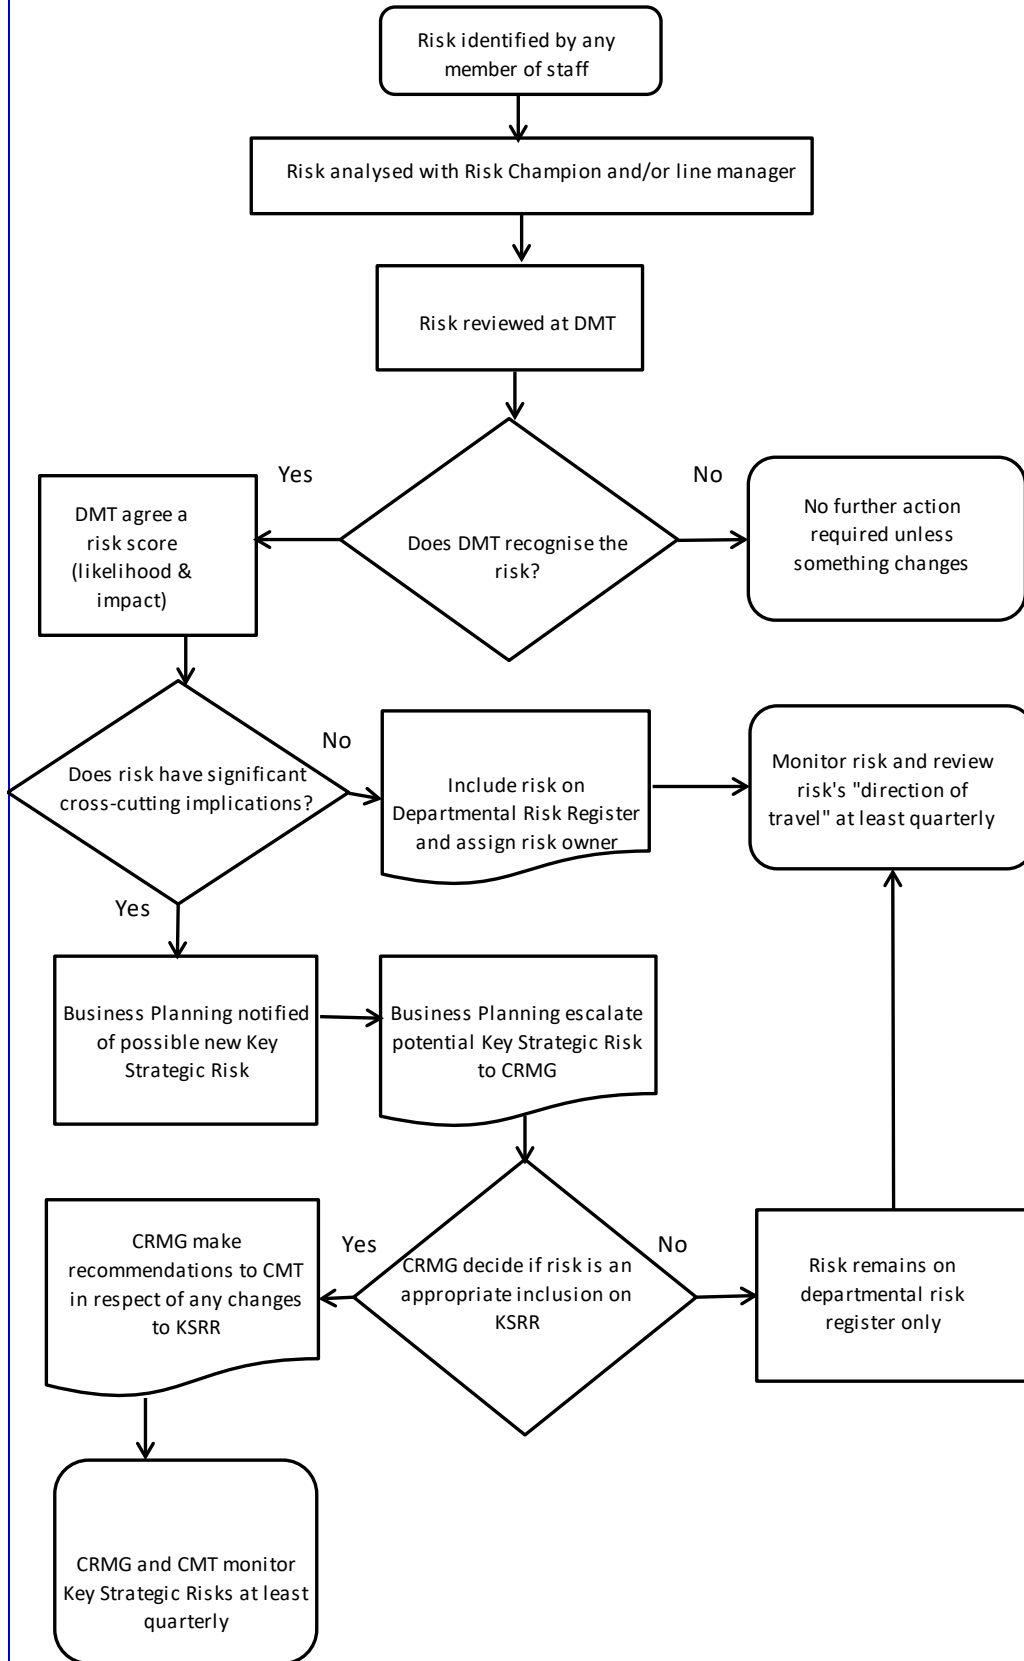 Risk identified by any
member of staff
Risk analysed with Risk Champion and/or line manager
Risk reviewed at DMT
Yes
No
DMT agree a
risk score
(likelihood &
impact)
Does DMT recognise the
risk?
No further action
required unless
something changes
No
Does risk have significant
cross-cutting implications?
Include risk on
Departmental Risk Register
and assign risk owner
Monitor risk and review
risk's "direction of
travel" at least quarterly
Yes
Business Planning notified
of possible new Key
Strategic Risk
Business Planning escalate
potential Key Strategic Risk
to CRMG
CRMG make
recommendations to CMT
in respect of any changes
to KSRR
Yes
CRMG decide if risk is an
appropriate inclusion on
KSRR
No
Risk remains on
departmental risk
register only
CRMG and CMT monitor
Key Strategic Risks at least
quarterly